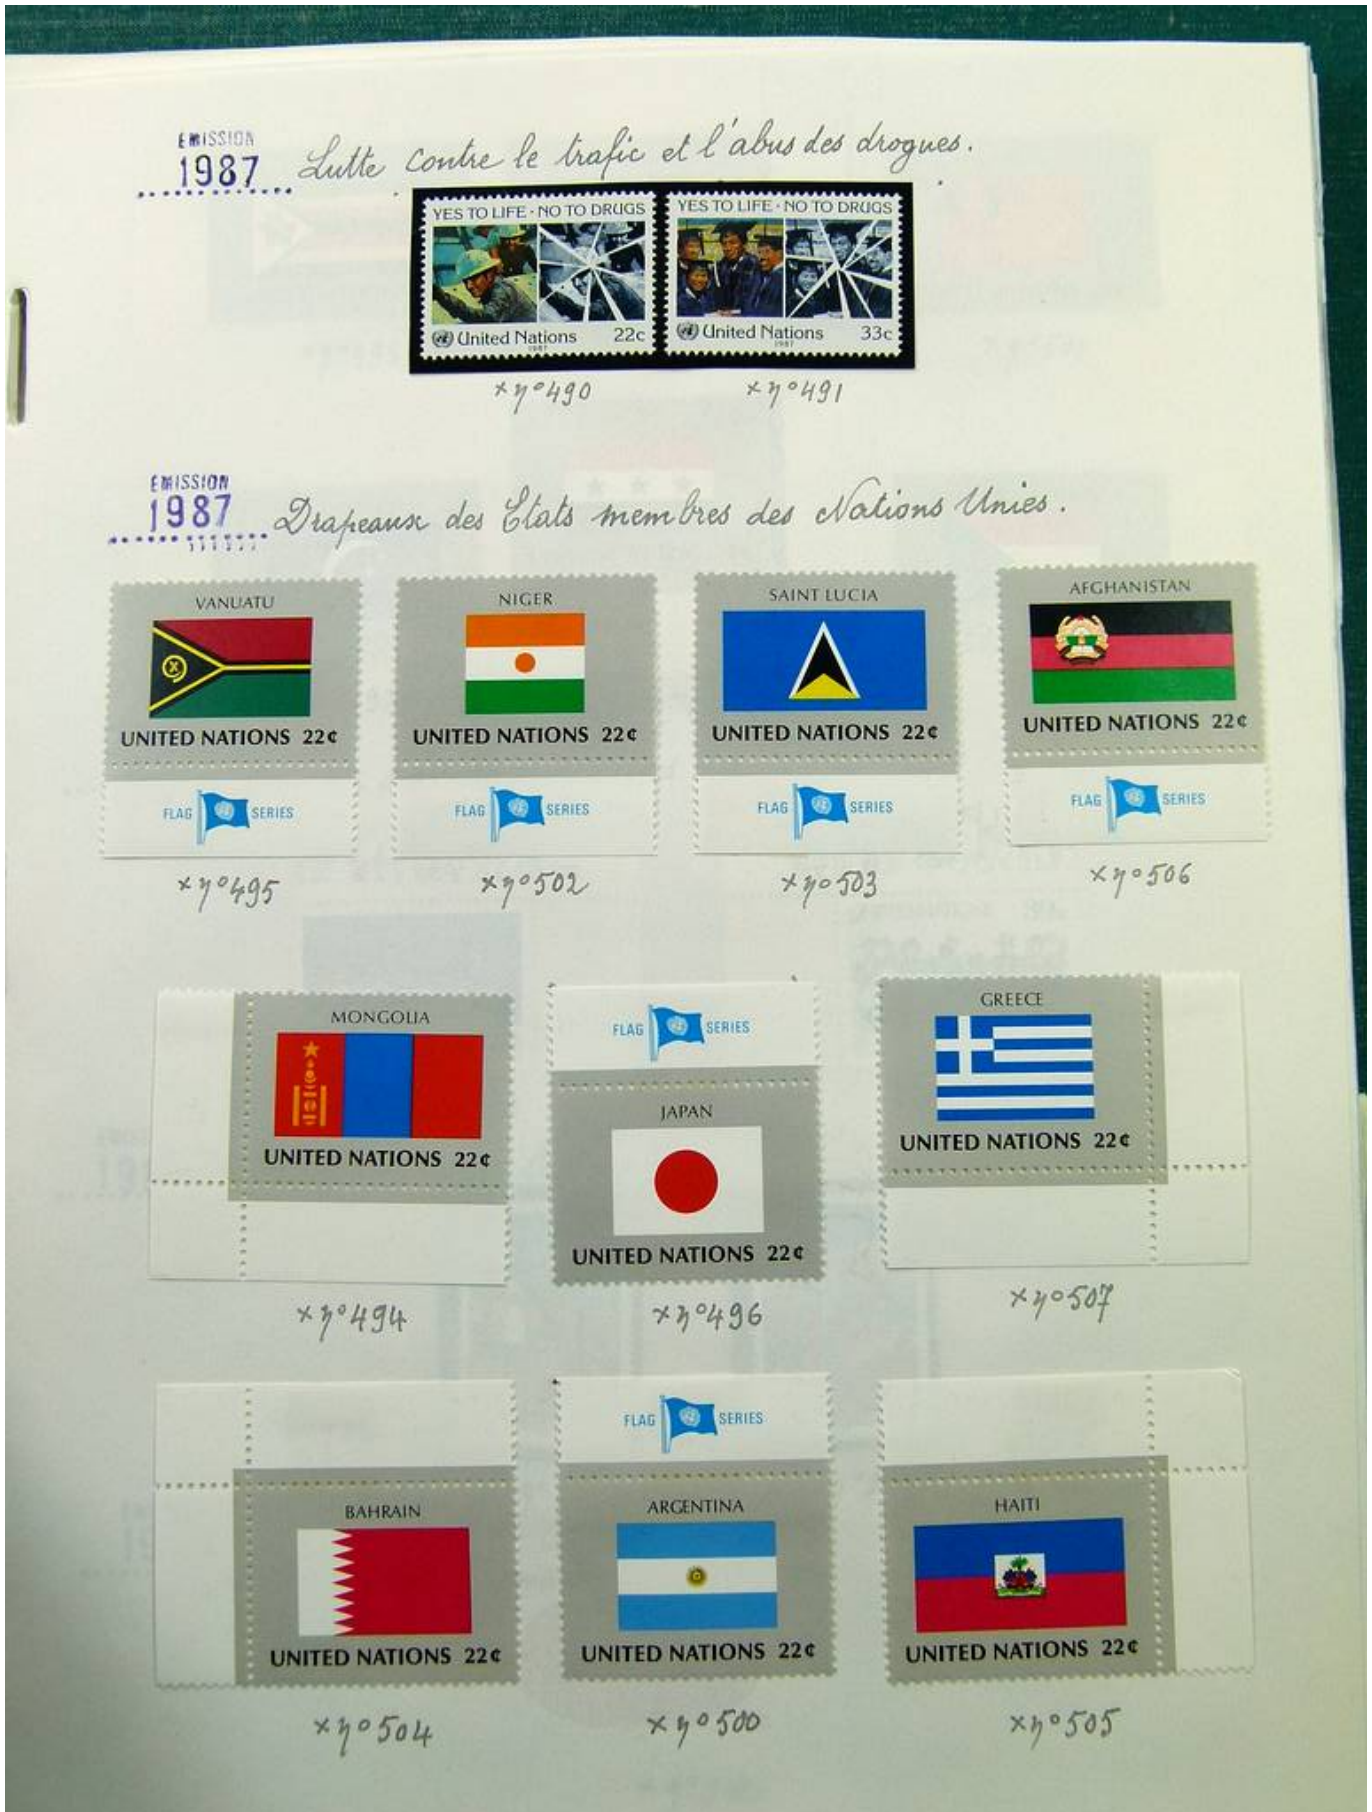 EMISSION
1987 Lutte contre le trafic et l'abus des drogues.
YES TO LIFE · NO TO DRUGS
United Nations 22c
1987
YES TO LIFE · NO TO DRUGS
United Nations 33c
1987
x n° 490
x n° 491
EMISSION
1987 Drapeaux des Etats membres des Nations Unies.
VANUATU
UNITED NATIONS 22¢
FLAG SERIES
x n° 495
NIGER
UNITED NATIONS 22¢
FLAG SERIES
x n° 502
SAINT LUCIA
UNITED NATIONS 22¢
FLAG SERIES
x n° 503
AFGHANISTAN
UNITED NATIONS 22¢
FLAG SERIES
x n° 506
MONGOLIA
UNITED NATIONS 22¢
x n° 494
FLAG SERIES
JAPAN
UNITED NATIONS 22¢
x n° 496
GREECE
UNITED NATIONS 22¢
x n° 507
BAHRAIN
UNITED NATIONS 22¢
x n° 504
FLAG SERIES
ARGENTINA
UNITED NATIONS 22¢
x n° 500
HAITI
UNITED NATIONS 22¢
x n° 505